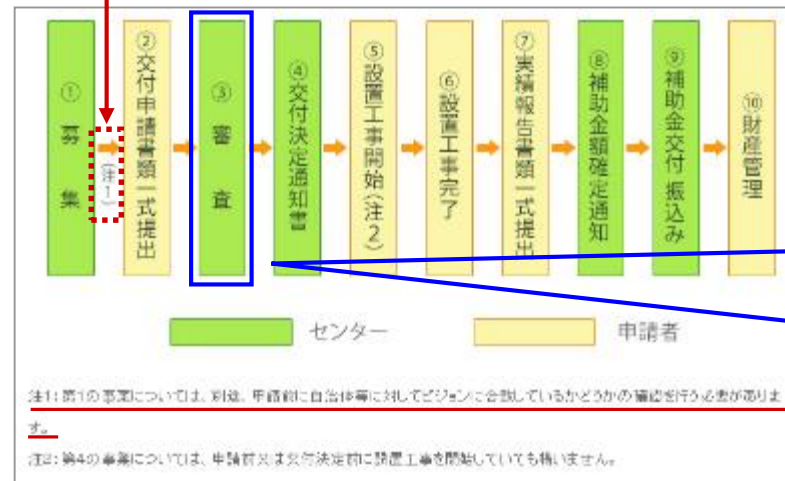 ①募集
(注1)
②交付申請書類一式提出
③審査
④交付決定通知書
⑤設置工事開始(注2)
⑥設置工事完了
⑦実績報告書類一式提出
⑧補助金額確定通知
⑨補助金交付 振込み
⑩財産管理
センター
申請者
注1: 第1の事業については、別途、申請前に自治体等に対してビジョンに合致しているかどうかの確認を行う必要がありま
す。
注2: 第4の事業については、申請前又は交付決定前に設置工事を開始していても構いません。